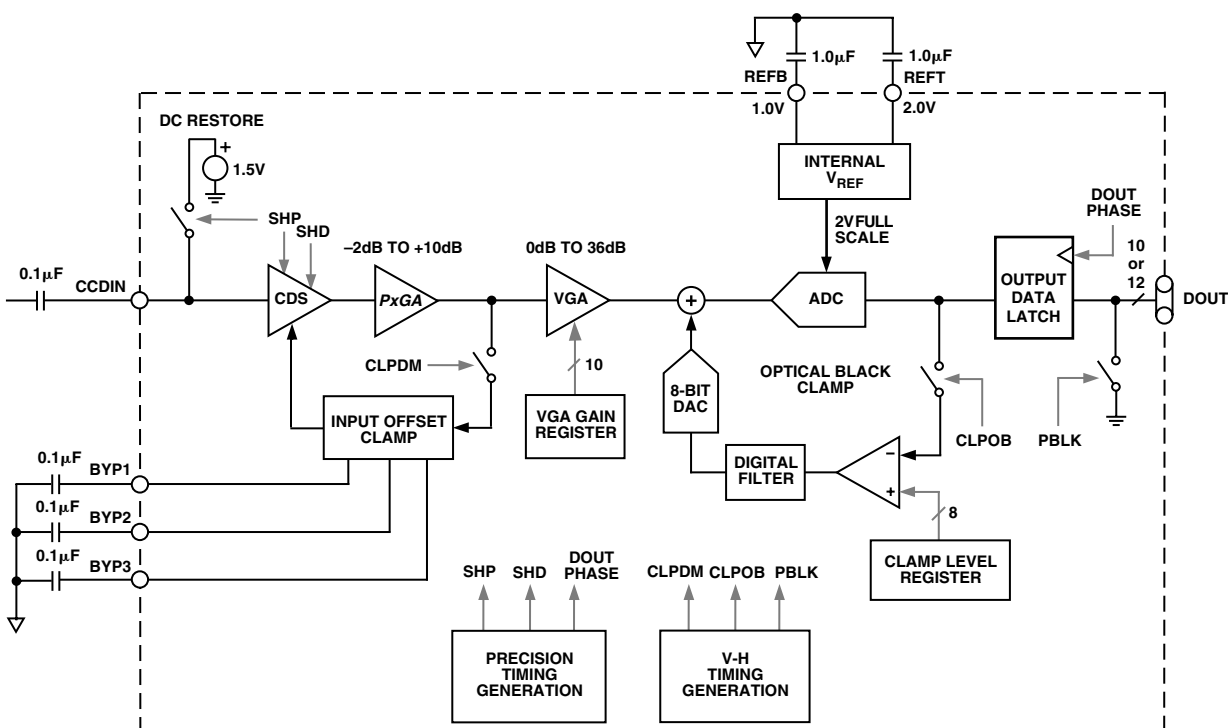 1.0µF
1.0µF
REFB
REFT
1.0V
2.0V
DC RESTORE
+
1.5V
INTERNAL
VREF
DOUT
PHASE
SHP
SHD
–2dB TO +10dB
0dB TO 36dB
2V FULL
SCALE
10
or
12
0.1µF
CCDIN
CDS
PxGA
VGA
+
ADC
OUTPUT
DATA
LATCH
DOUT
CLPDM
10
8-BIT
DAC
OPTICAL BLACK
CLAMP
INPUT OFFSET
CLAMP
VGA GAIN
REGISTER
CLPOB
PBLK
0.1µF
BYP1
DIGITAL
FILTER
–
+
8
0.1µF
BYP2
0.1µF
BYP3
CLAMP LEVEL
REGISTER
SHP
SHD
DOUT
PHASE
CLPDM
CLPOB
PBLK
PRECISION
TIMING
GENERATION
V-H
TIMING
GENERATION